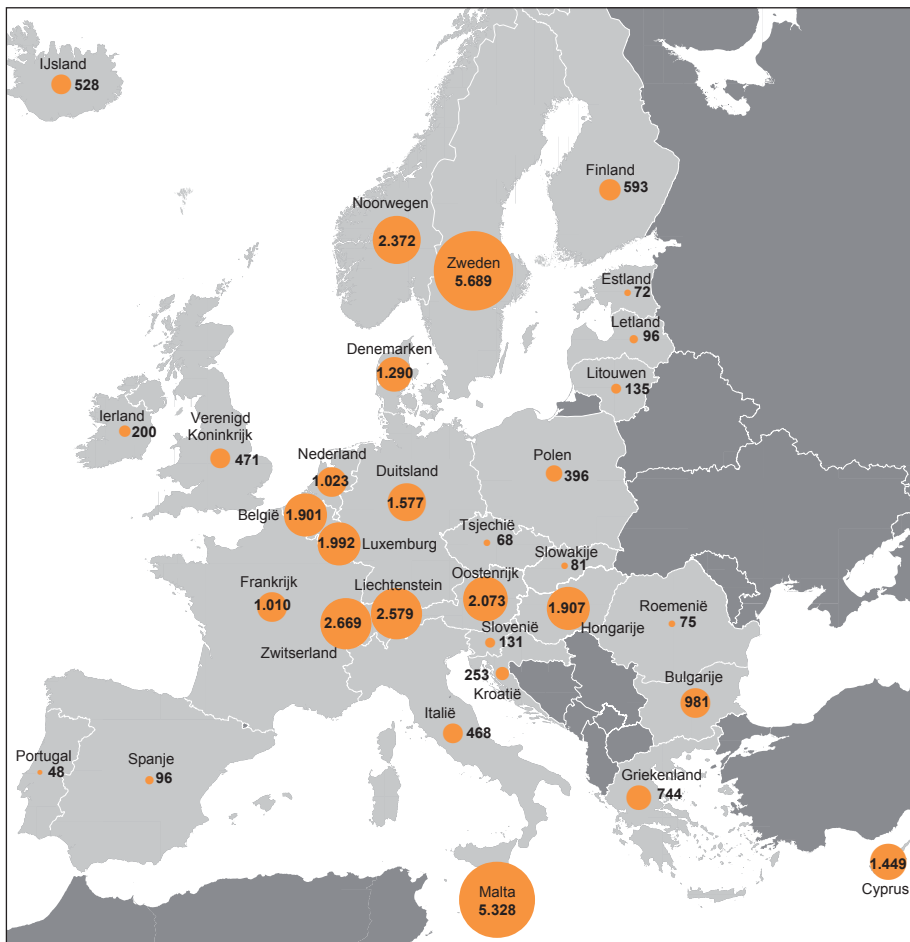 IJsland
528
Finland
593
Noorwegen
2.372
Zweden
5.689
Estland
72
Letland
96
Denemarken
1.290
Litouwen
135
Ierland
200
Verenigd
Koninkrijk
471
Nederland
1.023
Duitsland
1.577
Polen
396
België
1.901
1.992
Luxemburg
Tsjechië
68
Slowakije
81
Frankrijk
1.010
Liechtenstein
2.579
Oostenrijk
2.073
1.907
Hongarije
Roemenië
75
2.669
Zwitserland
Slovenië
131
253
Kroatië
Bulgarije
981
Italië
468
Portugal
48
Spanje
96
Griekenland
744
Malta
5.328
1.449
Cyprus